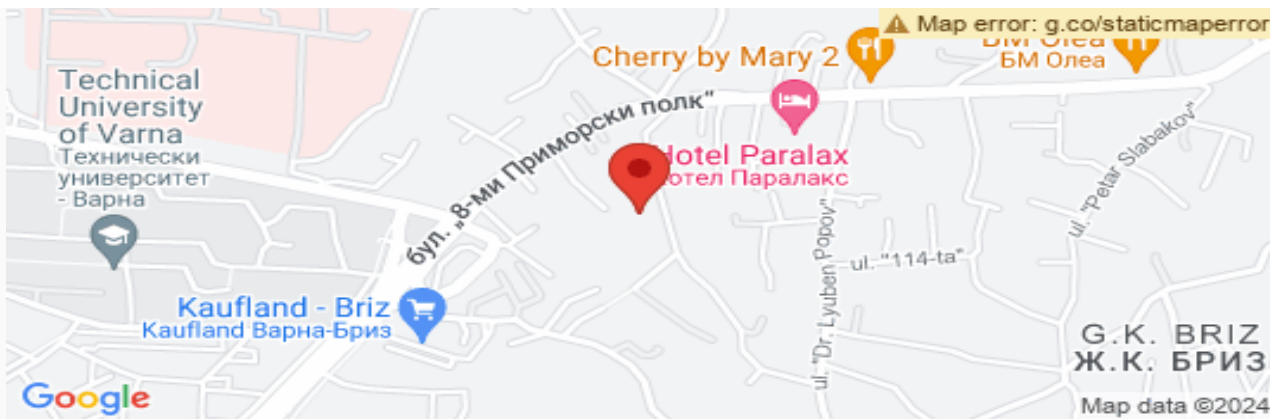 Map error: g.co/staticmaperror
Cherry by Mary 2
BM Olea
БМ Олеа
Technical
University
of Varna
Технически
университет
- Варна
бул. „8-ми Приморски полк“
Hotel Paralax
хотел Паралакс
ul. "Petar Slabakov"
ul. "Dr. Lyuben Popov"
ul. "114-ta"
Kaufland - Briz
Kaufland Варна-Бриз
G.K. BRIZ
Ж.К. БРИЗ
Google
Map data ©2024